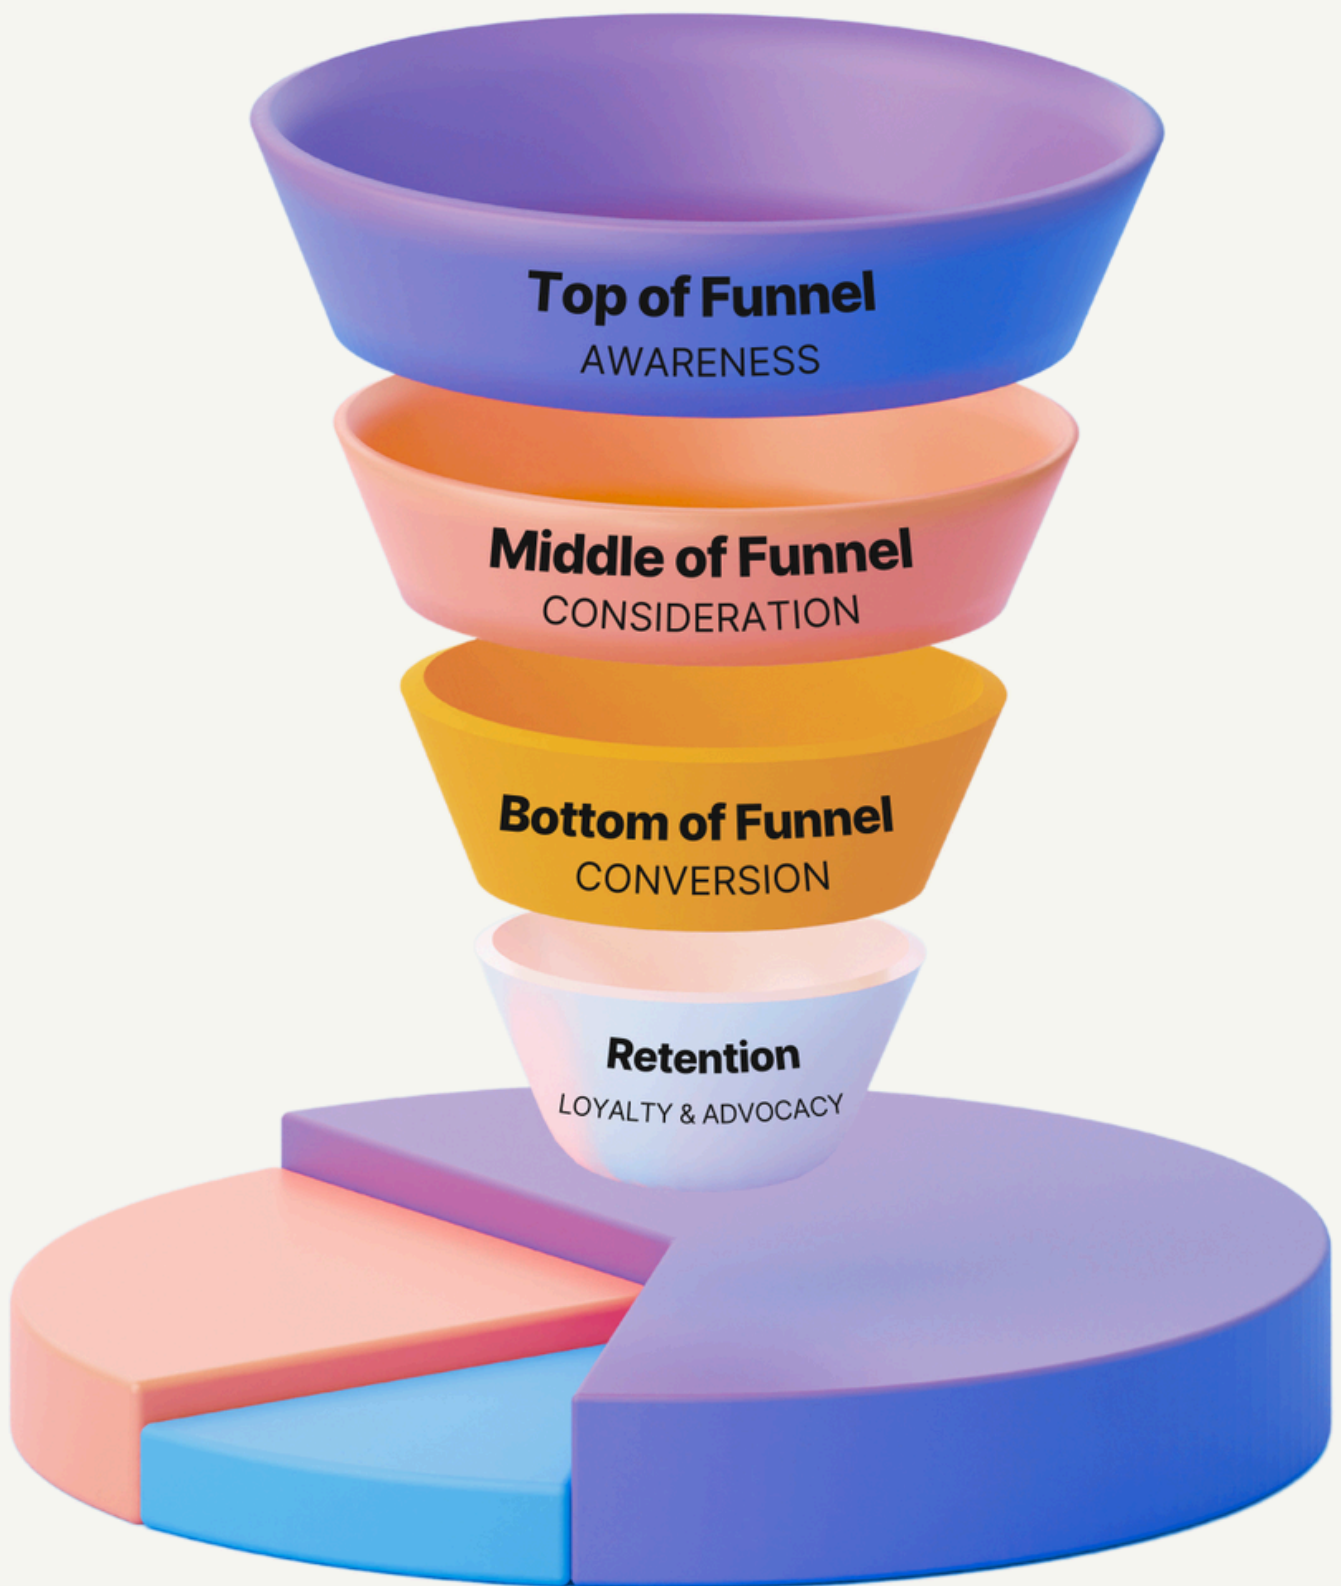 Top of Funnel
AWARENESS
Middle of Funnel
CONSIDERATION
Bottom of Funnel
CONVERSION
Retention
LOYALTY & ADVOCACY